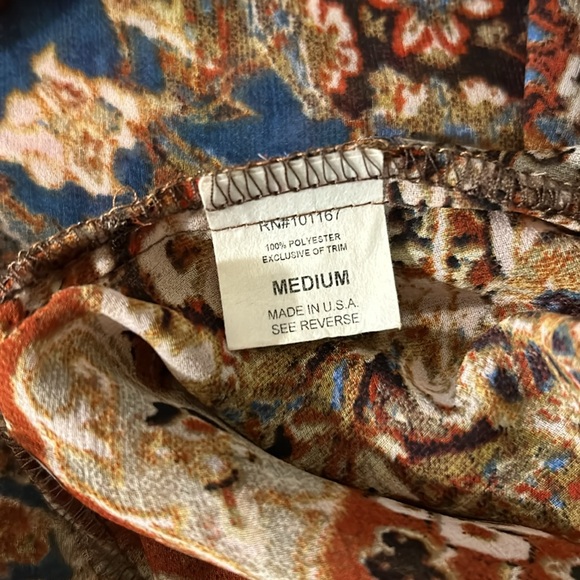 RN#101167
100% POLYESTER
EXCLUSIVE OF TRIM
MEDIUM
MADE IN U.S.A.
SEE REVERSE